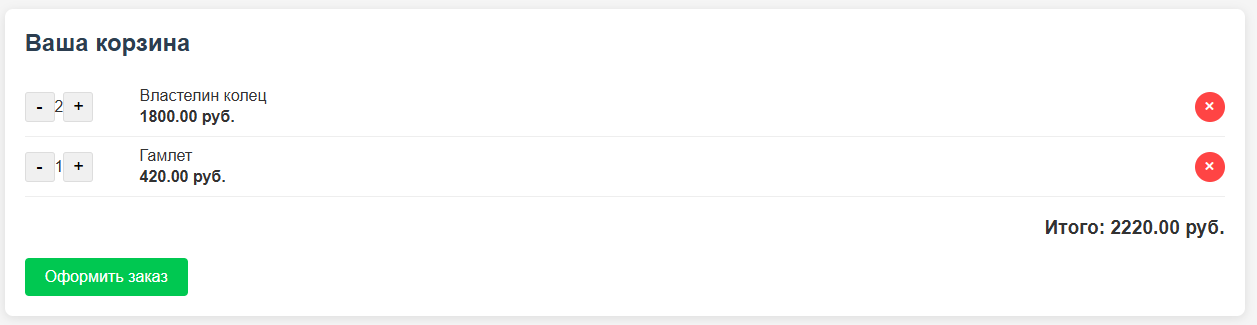 Ваша корзина
- 2 + Властелин колец
1800.00 руб. ×
- 1 + Гамлет
420.00 руб. ×
Итого: 2220.00 руб.
Оформить заказ